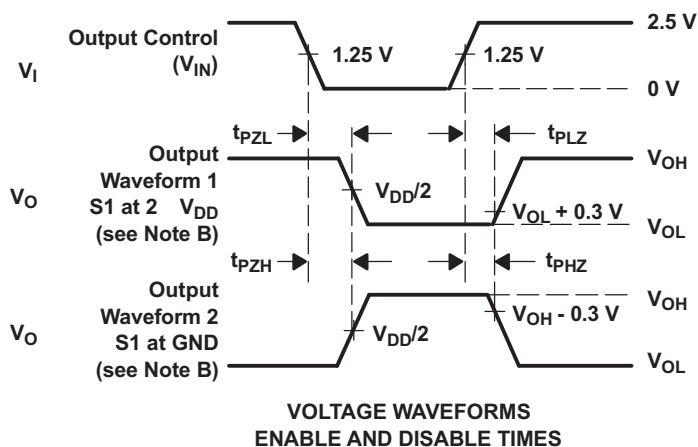 2.5 V
Output Control
(VIN)
VI
1.25 V
1.25 V
0 V
tPZL
tPLZ
Output
Waveform 1
S1 at 2 VDD
(see Note B)
VO
VDD/2
VOH
VOL + 0.3 V
VOL
tPZH
tPHZ
Output
Waveform 2
S1 at GND
(see Note B)
VO
VDD/2
VOH
VOH - 0.3 V
VOL
VOLTAGE WAVEFORMS
ENABLE AND DISABLE TIMES